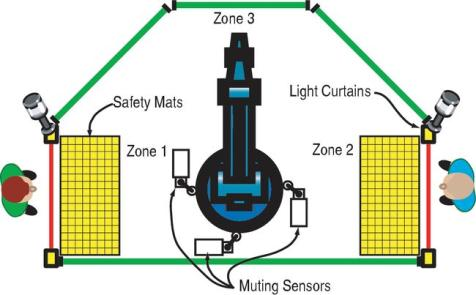 Zone 3
Safety Mats
Light Curtains
Zone 1
Zone 2
Muting Sensors